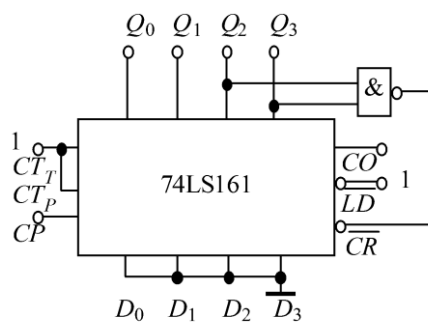 Q0 Q1 Q2 Q3
&
1
CTT
CTP
CP
74LS161
CO
1
LD
CR
D0 D1 D2 D3